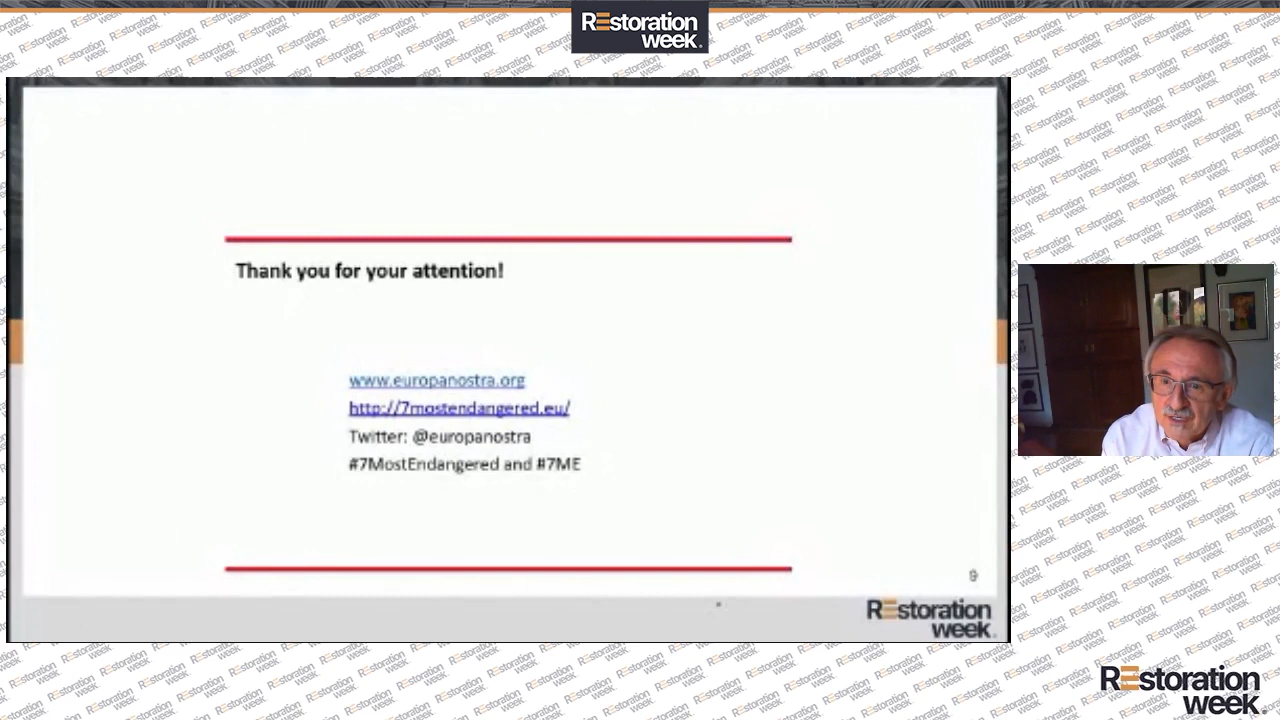 REstoration
week.
Thank you for your attention!
www.europanostra.org
http://7mostendangered.eu/
Twitter: @europanostra
#7MostEndangered and #7ME
9
REstoration
week.
REstoration
week.